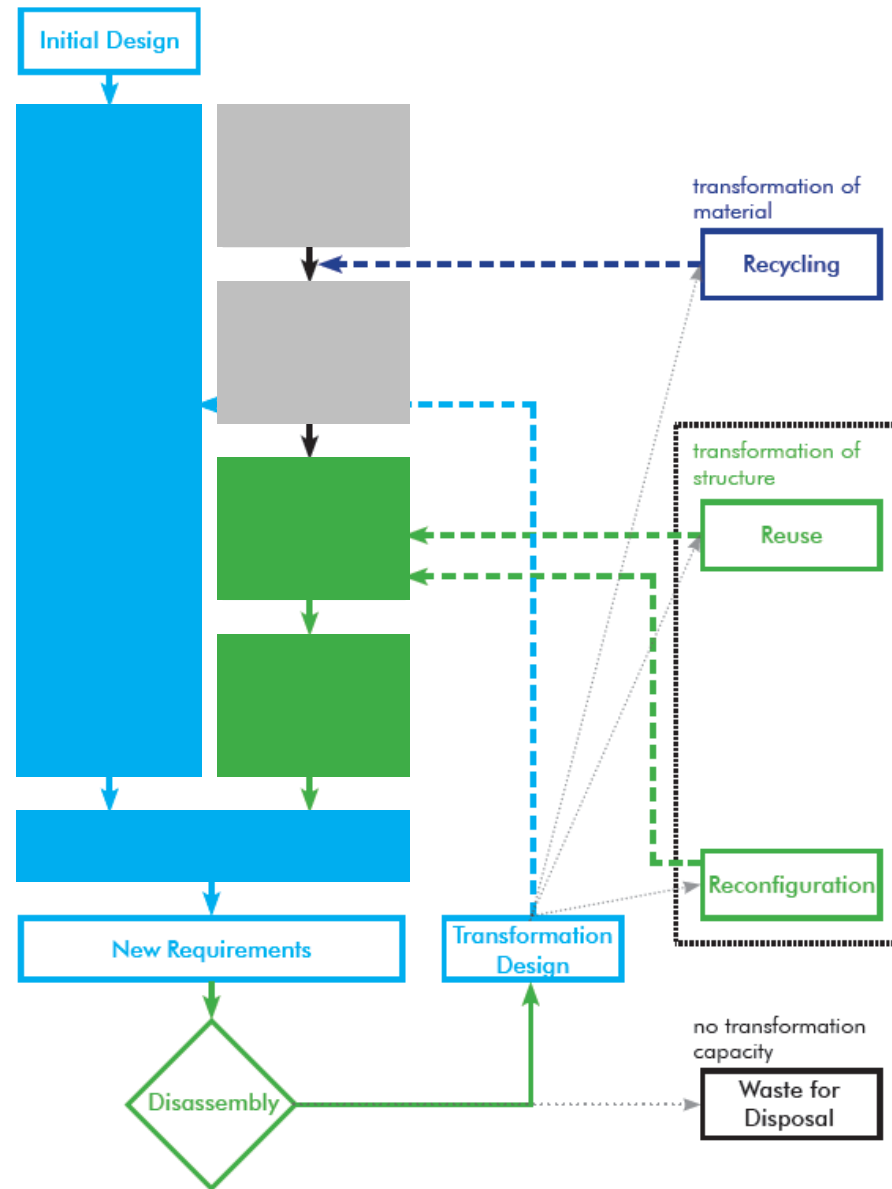 Initial Design
transformation of
material
Recycling
transformation of
structure
Reuse
Reconfiguration
New Requirements
Transformation
Design
no transformation
capacity
Disassembly
Waste for
Disposal